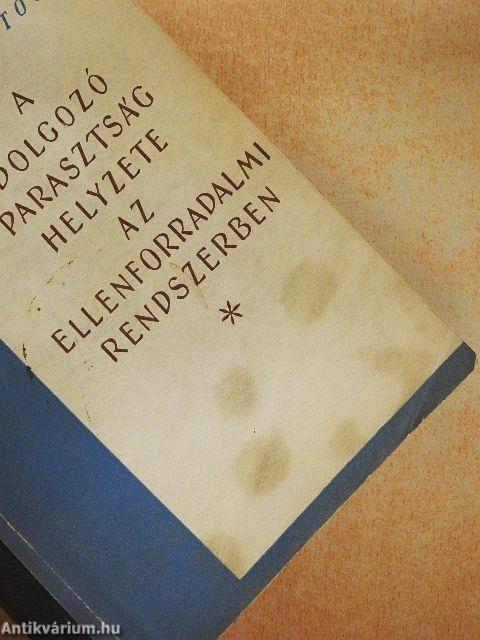 A
DOLGOZÓ
PARASZTSÁG
HELYZETE
AZ
ELLENFORRADALMI
RENDSZERBEN
*
Antikvárium.hu